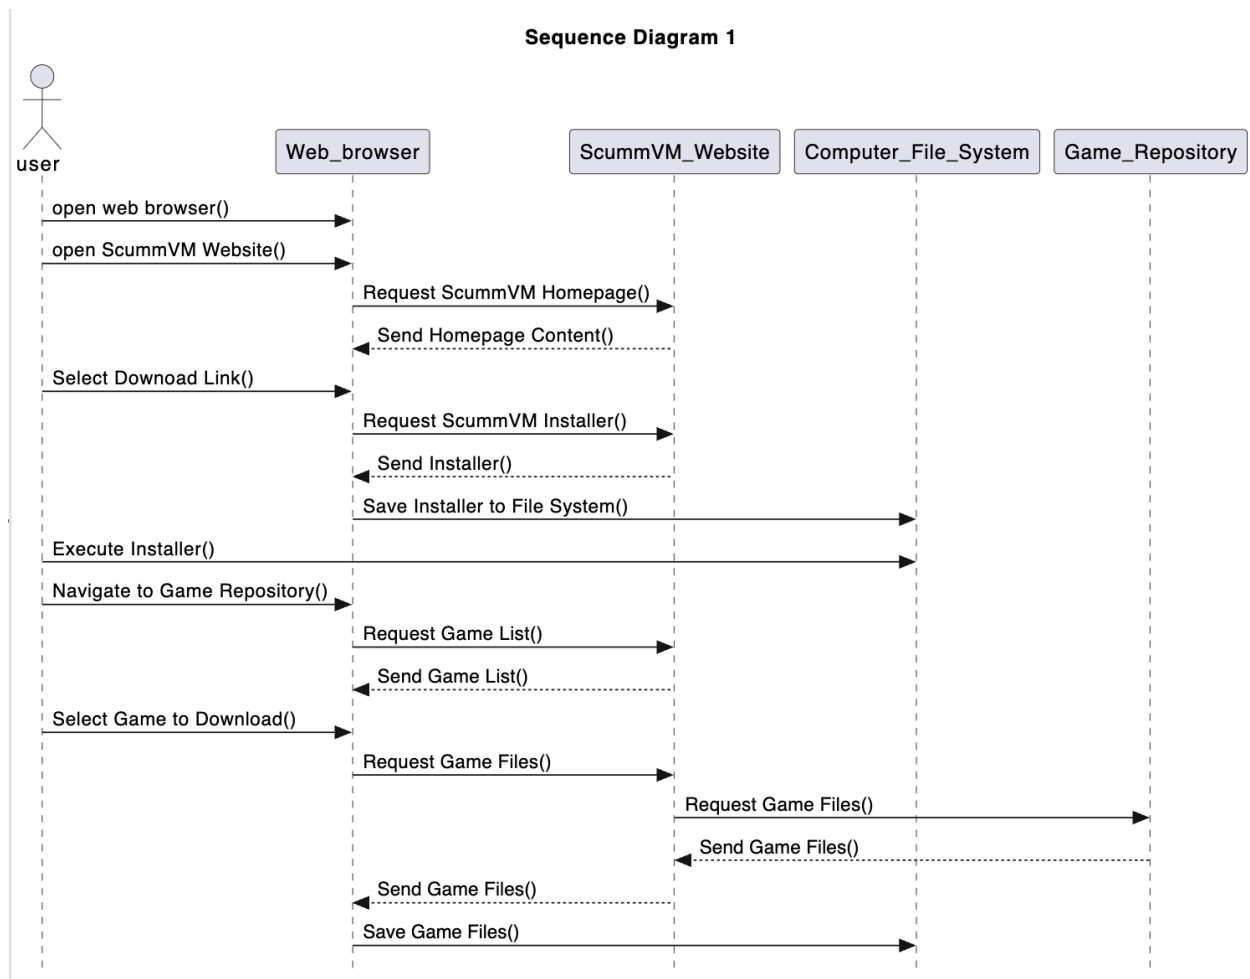 Sequence Diagram 1
user
Web_browser
ScummVM_Website
Computer_File_System
Game_Repository
open web browser()
open ScummVM Website()
Request ScummVM Homepage()
Send Homepage Content()
Select Downoad Link()
Request ScummVM Installer()
Send Installer()
Save Installer to File System()
Execute Installer()
Navigate to Game Repository()
Request Game List()
Send Game List()
Select Game to Download()
Request Game Files()
Request Game Files()
Send Game Files()
Send Game Files()
Save Game Files()